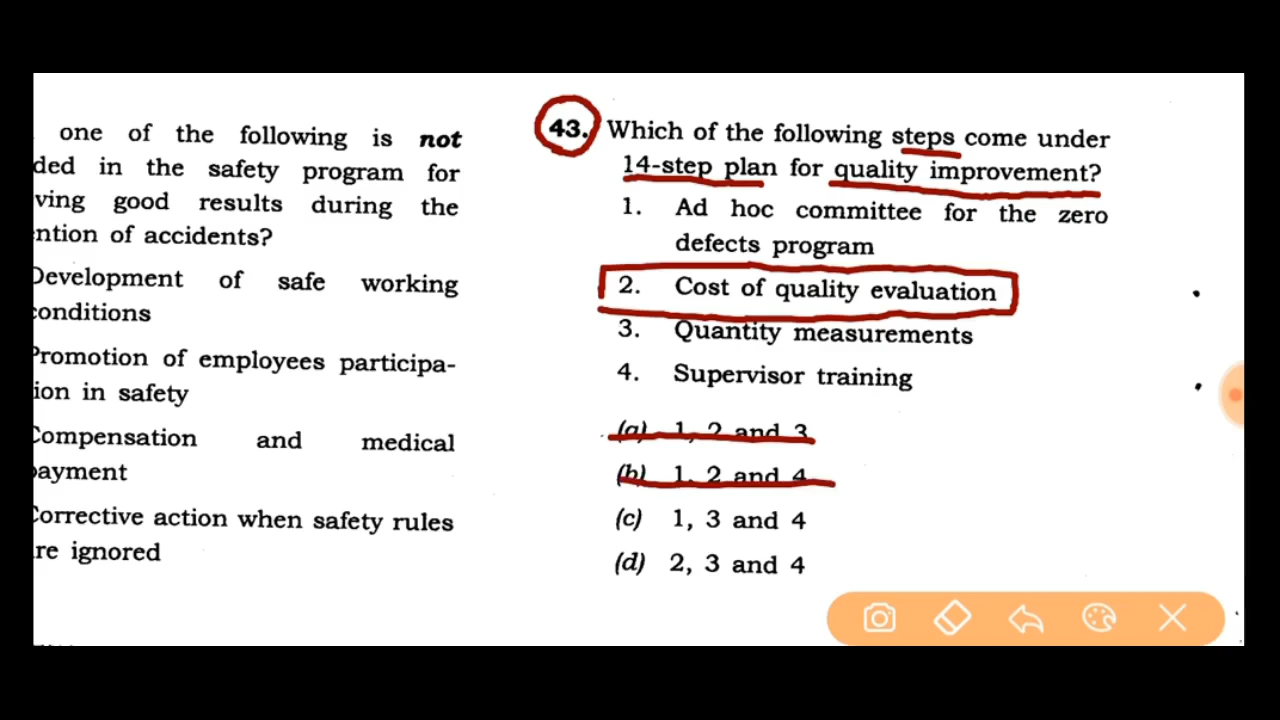 one of the following is not
ded in the safety program for
ving good results during the
ntion of accidents?
Development of safe working
conditions
Promotion of employees participa-
ion in safety
Compensation and medical
payment
Corrective action when safety rules
re ignored
43. Which of the following steps come under
14-step plan for quality improvement?
1. Ad hoc committee for the zero
defects program
2. Cost of quality evaluation
3. Quantity measurements
4. Supervisor training
(a) 1, 2 and 3
(b) 1, 2 and 4
(c) 1, 3 and 4
(d) 2, 3 and 4